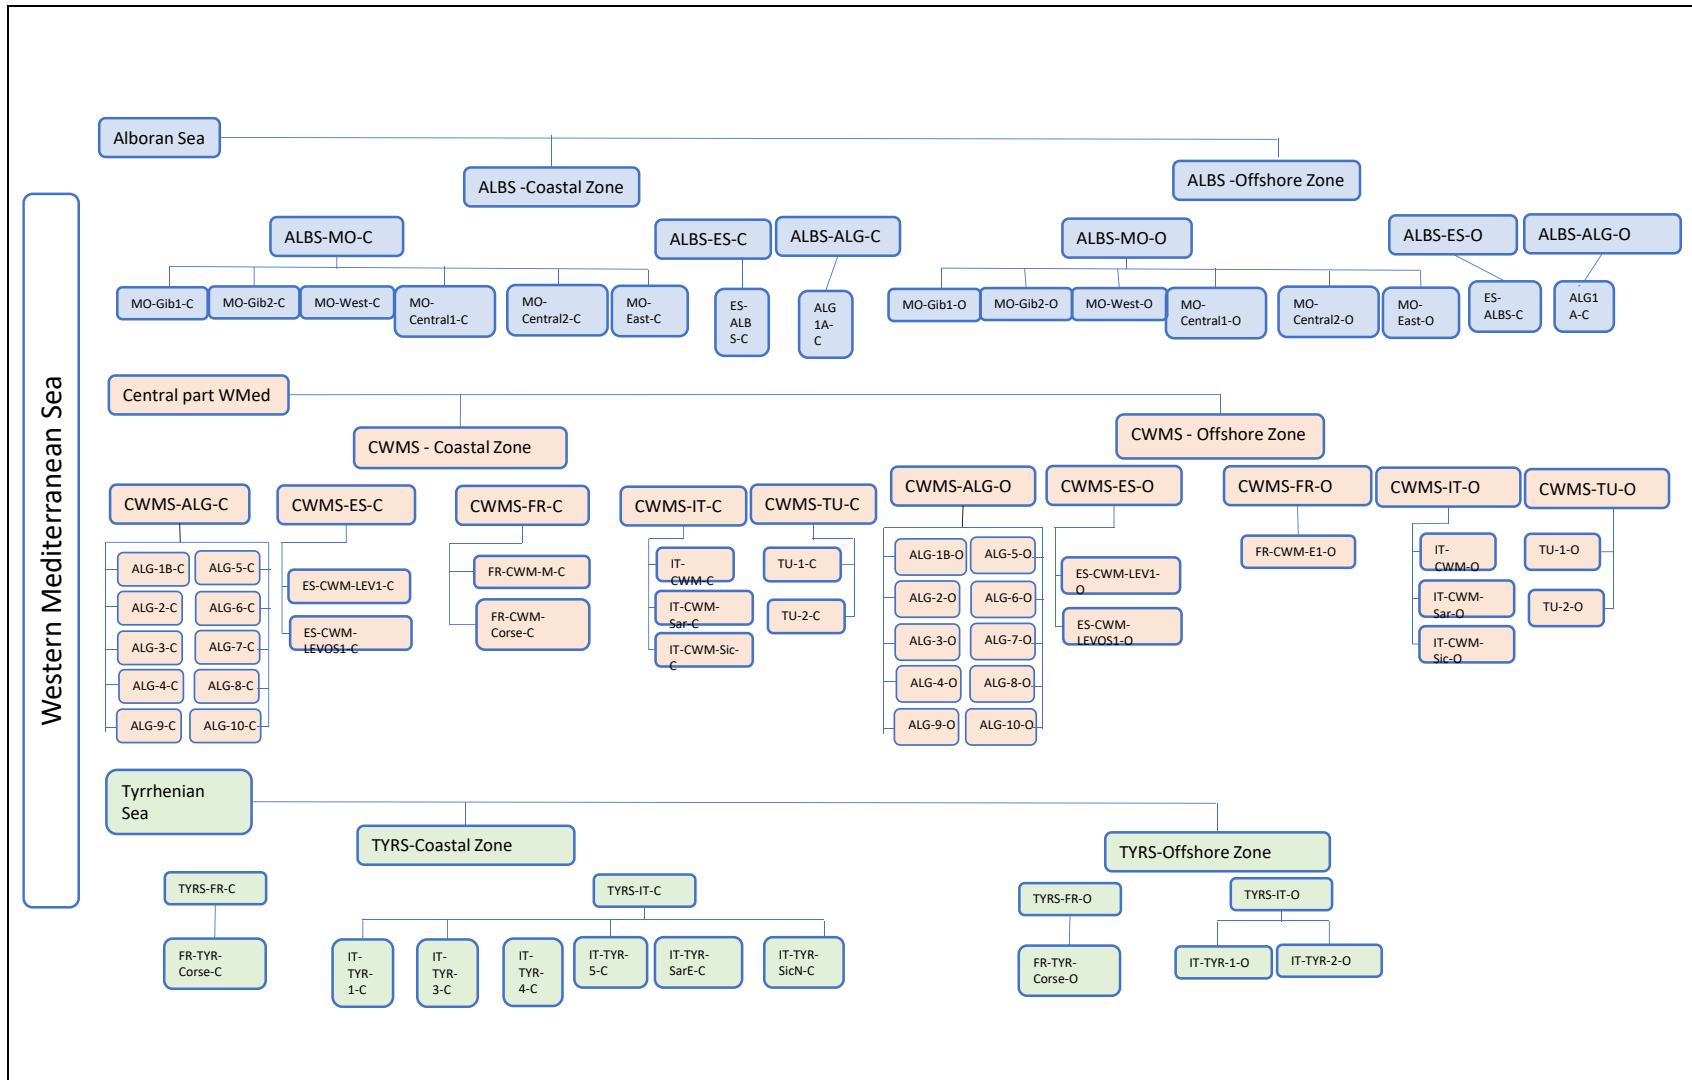 Western Mediterranean Sea
Alboran Sea
ALBS -Coastal Zone
ALBS -Offshore Zone
ALBS-MO-C
ALBS-ES-C
ALBS-ALG-C
ALBS-MO-O
ALBS-ES-O
ALBS-ALG-O
MO-Gib1-C
MO-Gib2-C
MO-West-C
MO-
Central1-C
MO-
Central2-C
MO-
East-C
ES-
ALB
S-C
ALG
1A-
C
MO-Gib1-O
MO-Gib2-O
MO-West-O
MO-
Central1-O
MO-
Central2-O
MO-
East-O
ES-
ALBS-C
ALG1
A-C
Central part WMed
CWMS - Coastal Zone
CWMS - Offshore Zone
CWMS-ALG-C
CWMS-ES-C
CWMS-FR-C
CWMS-IT-C
CWMS-TU-C
CWMS-ALG-O
CWMS-ES-O
CWMS-FR-O
CWMS-IT-O
CWMS-TU-O
ALG-1B-C
ALG-5-C
ALG-2-C
ALG-6-C
ALG-3-C
ALG-7-C
ALG-4-C
ALG-8-C
ALG-9-C
ALG-10-C
ES-CWM-LEV1-C
ES-CWM-
LEVOS1-C
FR-CWM-M-C
FR-CWM-
Corse-C
IT-
CWM-C
IT-CWM-
Sar-C
IT-CWM-Sic-
C
TU-1-C
TU-2-C
ALG-1B-O
ALG-5-O
ALG-2-O
ALG-6-O
ALG-3-O
ALG-7-O
ALG-4-O
ALG-8-O
ALG-9-O
ALG-10-O
ES-CWM-LEV1-
O
ES-CWM-
LEVOS1-O
FR-CWM-E1-O
IT-
CWM-O
IT-CWM-
Sar-O
IT-CWM-
Sic-O
TU-1-O
TU-2-O
Tyrrhenian
Sea
TYRS-Coastal Zone
TYRS-Offshore Zone
TYRS-FR-C
TYRS-IT-C
TYRS-FR-O
TYRS-IT-O
FR-TYR-
Corse-C
IT-
TYR-
1-C
IT-
TYR-
3-C
IT-
TYR-
4-C
IT-TYR-
5-C
IT-TYR-
SarE-C
IT-TYR-
SicN-C
FR-TYR-
Corse-O
IT-TYR-1-O
IT-TYR-2-O